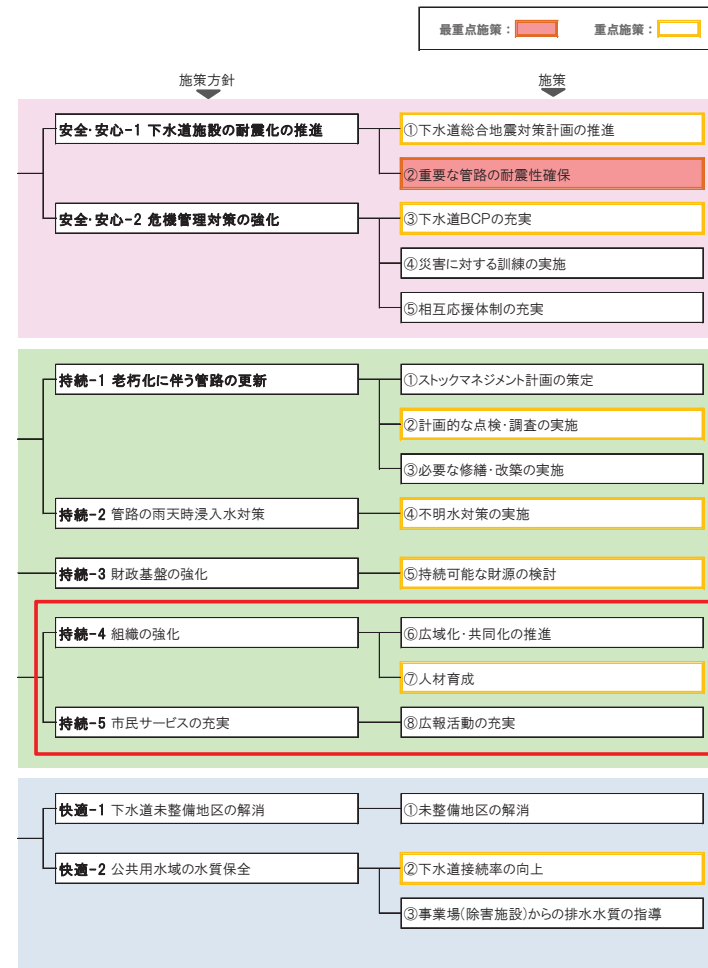 最重点施策： 重点施策：
施策方針 施策
安全・安心-1 下水道施設の耐震化の推進 ①下水道総合地震対策計画の推進
②重要な管路の耐震性確保
安全・安心-2 危機管理対策の強化 ③下水道BCPの充実
④災害に対する訓練の実施
⑤相互応援体制の充実
持続-1 老朽化に伴う管路の更新 ①ストックマネジメント計画の策定
②計画的な点検・調査の実施
③必要な修繕・改築の実施
持続-2 管路の雨天時浸入水対策 ④不明水対策の実施
持続-3 財政基盤の強化 ⑤持続可能な財源の検討
持続-4 組織の強化 ⑥広域化・共同化の推進
⑦人材育成
持続-5 市民サービスの充実 ⑧広報活動の充実
快適-1 下水道未整備地区の解消 ①未整備地区の解消
快適-2 公共用水域の水質保全 ②下水道接続率の向上
③事業場(除害施設)からの排水水質の指導